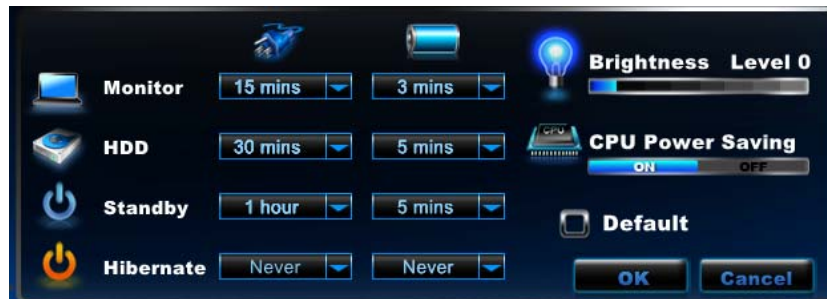 Brightness Level 0
Monitor 15 mins 3 mins
CPU
CPU Power Saving
HDD 30 mins 5 mins
ON OFF
Standby 1 hour 5 mins
Default
Hibernate Never Never
OK Cancel